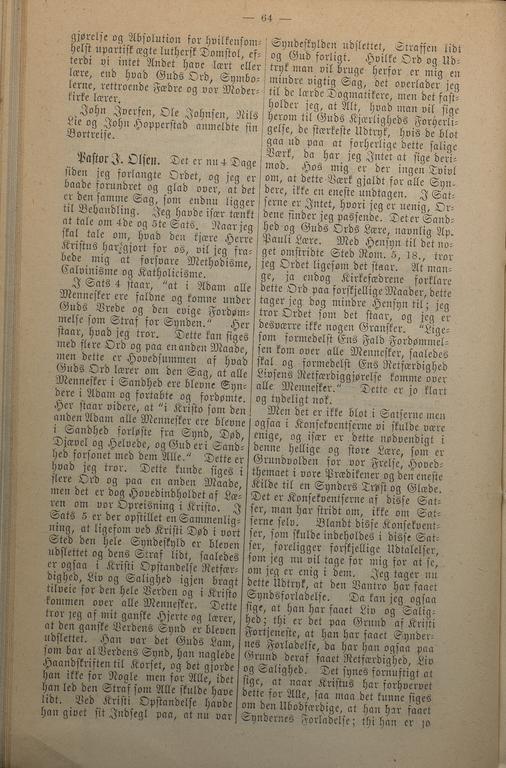 — 64 —
gjørelse og Absolution for hvilkensom-
helst upartisk ægte luthersk Domstol, ef-
terdi vi intet Andet have lært eller
lære, end hvad Guds Ord, Symbo-
lerne, rettroende Fædre og vor Moder-
kirke lærer.
John Iversen, Ole Johnsen, Nils
Lie og John Hopperstad anmeldte sin
Bortreise.
Pastor J. Olsen. Det er nu 4 Dage
siden jeg forlangte Ordet, og jeg er
baade forundret og glad over, at det
er den samme Sag, som endnu ligger
til Behandling. Jeg havde især tænkt
at tale om 4de og 5te Sats. Naar jeg
skal tale om, hvad den kjære Herre
Kristus har gjort for os, vil jeg fra-
bede mig at forsvare Methodisme,
Calvinisme og Katholicisme.
I Sats 4 staar, "at i Adam alle
Mennesker ere faldne og komne under
Guds Vrede og den evige Fordøm-
melse som Straf for Synden." Her
staar, hvad jeg tror. Dette kan siges
med flere Ord og paa en anden Maade,
men dette er Hovedsummen af hvad
Guds Ord lærer om den Sag, at alle
Mennesker i Sandhed ere blevne Syn-
dere i Adam og fortabte og fordømte.
Her staar videre, at "i Kristo som den
anden Adam alle Mennesker ere blevne
i Sandhed forløste fra Synd, Død,
Djævel og Helvede, og Gud er i Sand-
hed forsonet med dem Alle." Dette er
hvad jeg tror. Dette kunde siges i
flere Ord og paa en anden Maade,
men det er dog Hovedindholdet af Læ-
ren om vor Opreisning i Kristo. I
Sats 5 er der opstillet en Sammenlig-
ning, at ligesom ved Kristi Død i vort
Sted den hele Syndeskyld er bleven
udslettet og dens Straf lidt, saaledes
er ogsaa i Kristi Opstandelse Retfær-
dighed, Liv og Salighed igjen bragt
tilveie for den hele Verden og i Kristo
kommen over alle Mennesker. Dette
tror jeg af mit ganske Hjerte og lærer,
at den ganske Verdens Synd er bleven
udslettet. Han var det Guds Lam,
som bar al Verdens Synd, han naglede
Haandskriften til Korset, og det gjorde
han ikke for Nogle men for Alle, idet
han led den Straf som Alle skulde have
lidt. Ved Kristi Opstandelse havde
han givet sit Indsegl paa, at nu var
Syndeskylden udslettet, Straffen lidt
og Gud forligt. Hvilke Ord og Ud-
tryk man vil bruge herfor er mig en
mindre vigtig Sag, det overlader jeg
til de lærde Dogmatikere, men det fast-
holder jeg, at Alt, hvad man vil sige
herom til Guds Kjærligheds Forherli-
gelse, de stærkeste Udtryk, hvis de blot
gaa ud paa at forherlige dette salige
Værk, da har jeg Intet at sige deri-
mod. Hos mig er der ingen Tvivl
om, at dette Værk gjaldt for alle Syn-
dere, ikke en eneste undtagen. I Sat-
serne er Intet, hvori jeg er uenig, Or-
dene finder jeg passende. Det er Sand-
hed og Guds Ords Lære, navnlig Ap.
Pauli Lære. Med Hensyn til det no-
get omstridte Sted Rom. 5, 18., tror
jeg Ordet ligesom det staar. At man-
ge, ja endog Kirkefædrene forklare
dette Ord paa forskjellige Maader, dette
tager jeg dog mindre Hensyn til; jeg
tror Ordet som det staar, og jeg er
desværre ikke nogen Gransker. "Lige-
som formedelst Ens Fald Fordømmel-
sen kom over alle Mennesker, saaledes
skal og formedelst Ens Retfærdighed
Livsens Retfærdiggjørelse komme over
alle Mennesker." Dette er jo klart
og tydeligt nok.
Men det er ikke blot i Satserne men
ogsaa i Konsekventserne vi skulde være
enige, og især er dette nødvendigt i
denne hellige og store Lære, som er
Grundvolden for vor Frelse, Hoved-
themaet i vore Prædikener og den eneste
Kilde til en Synders Trøst og Glæde.
Det er Konsekventserne af disse Sat-
ser, man har stridt om, ikke om Sat-
serne selv. Blandt disse Konsekvent-
ser, som skulde indeholdes i disse Sat-
ser, foreligger forskjellige Udtalelser,
som jeg nu vil tage for mig for at se,
om jeg er enig i dem. Jeg tager nu
dette Udtryk, at den Vantro har faaet
Syndsforladelse. Da kan jeg ogsaa
sige, at han har faaet Liv og Salig-
hed; thi er det paa Grund af Kristi
Fortjeneste, at han har faaet Synder-
nes Forladelse, da har han ogsaa paa
Grund deraf faaet Retfærdighed, Liv
og Salighed. Det synes fornuftigt at
sige, at naar Kristus har forhvervet
dette for Alle, saa maa det kunne siges
om den Ubodfærdige, at han har faaet
Syndernes Forladelse; thi han er jo